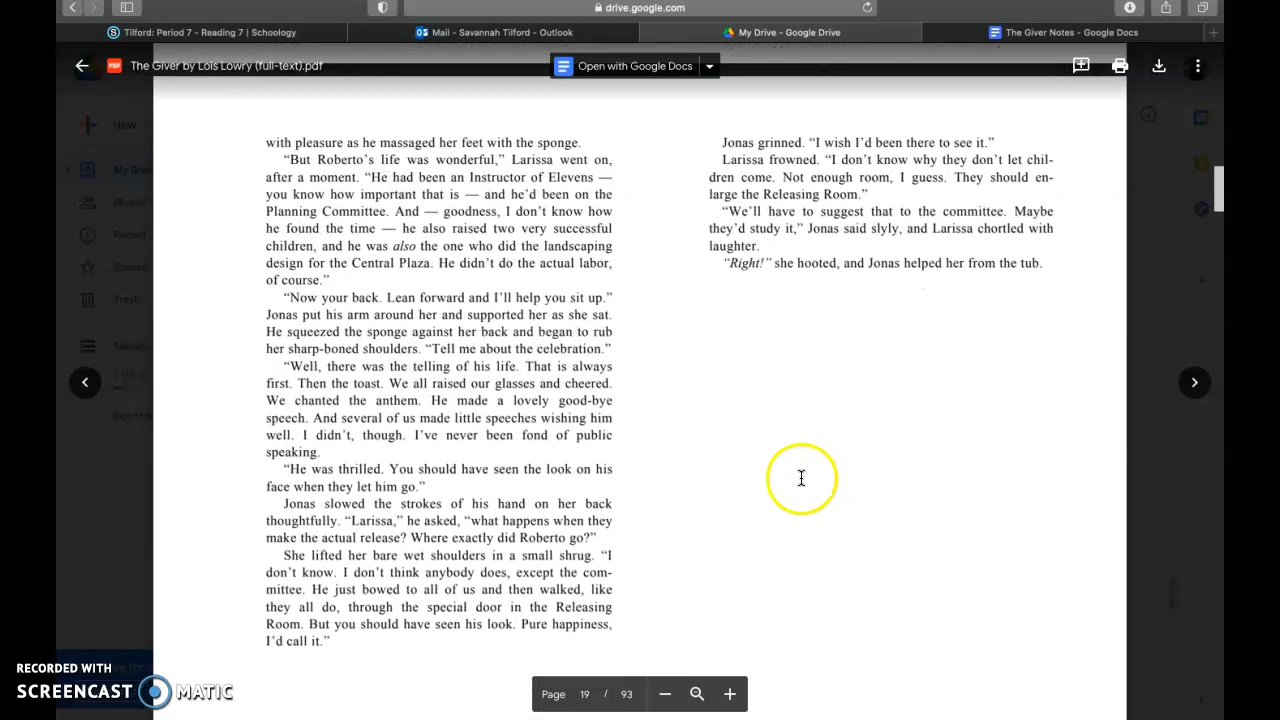 drive.google.com
Tilford: Period 7 - Reading 7 | Schoology
Mail - Savannah Tilford - Outlook
My Drive - Google Drive
The Giver Notes - Google Docs
The Giver by Lois Lowry (full-text).pdf
Open with Google Docs
New
My Drive
Shared
Recent
Starred
Trash
Storage
with pleasure as he massaged her feet with the sponge.
“But Roberto’s life was wonderful,” Larissa went on,
after a moment. “He had been an Instructor of Elevens —
you know how important that is — and he’d been on the
Planning Committee. And — goodness, I don’t know how
he found the time — he also raised two very successful
children, and he was also the one who did the landscaping
design for the Central Plaza. He didn’t do the actual labor,
of course.”
“Now your back. Lean forward and I’ll help you sit up.”
Jonas put his arm around her and supported her as she sat.
He squeezed the sponge against her back and began to rub
her sharp-boned shoulders. “Tell me about the celebration.”
“Well, there was the telling of his life. That is always
first. Then the toast. We all raised our glasses and cheered.
We chanted the anthem. He made a lovely good-bye
speech. And several of us made little speeches wishing him
well. I didn’t, though. I’ve never been fond of public
speaking.
“He was thrilled. You should have seen the look on his
face when they let him go.”
Jonas slowed the strokes of his hand on her back
thoughtfully. “Larissa,” he asked, “what happens when they
make the actual release? Where exactly did Roberto go?”
She lifted her bare wet shoulders in a small shrug. “I
don’t know. I don’t think anybody does, except the com-
mittee. He just bowed to all of us and then walked, like
they all do, through the special door in the Releasing
Room. But you should have seen his look. Pure happiness,
I’d call it.”
Jonas grinned. “I wish I’d been there to see it.”
Larissa frowned. “I don’t know why they don’t let chil-
dren come. Not enough room, I guess. They should en-
large the Releasing Room.”
“We’ll have to suggest that to the committee. Maybe
they’d study it,” Jonas said slyly, and Larissa chortled with
laughter.
“Right!” she hooted, and Jonas helped her from the tub.
Page 19 / 93
RECORDED WITH
SCREENCAST MATIC